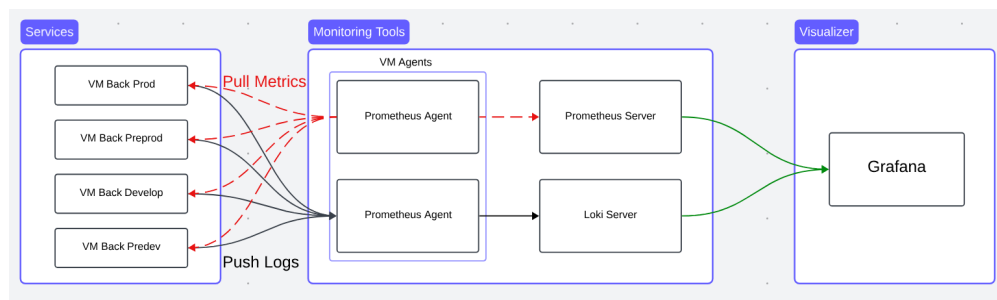 Services
Monitoring Tools
Visualizer
VM Agents
VM Back Prod
Pull Metrics
Prometheus Agent
Prometheus Server
VM Back Preprod
Grafana
VM Back Develop
Prometheus Agent
Loki Server
VM Back Predev
Push Logs